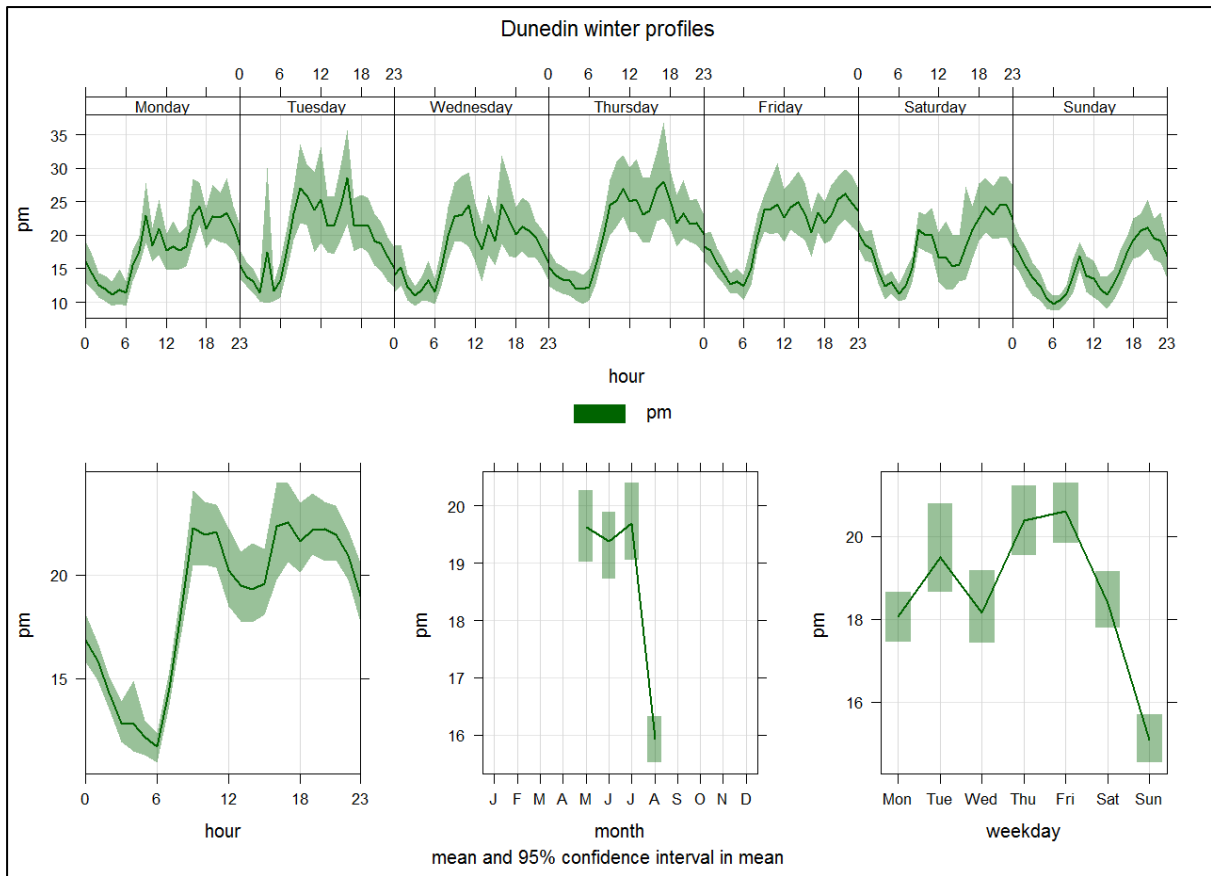 Dunedin winter profiles
0 6 12 18 23 0 6 12 18 23 0 6 12 18 23
Monday Tuesday Wednesday Thursday Friday Saturday Sunday
35
30
25
20
15
10
pm
0 6 12 18 23 0 6 12 18 23 0 6 12 18 23 0 6 12 18 23
hour
pm
20
15
pm
0 6 12 18 23
hour
20
19
18
17
16
pm
J F M A M J J A S O N D
month
20
18
16
pm
Mon Tue Wed Thu Fri Sat Sun
weekday
mean and 95% confidence interval in mean